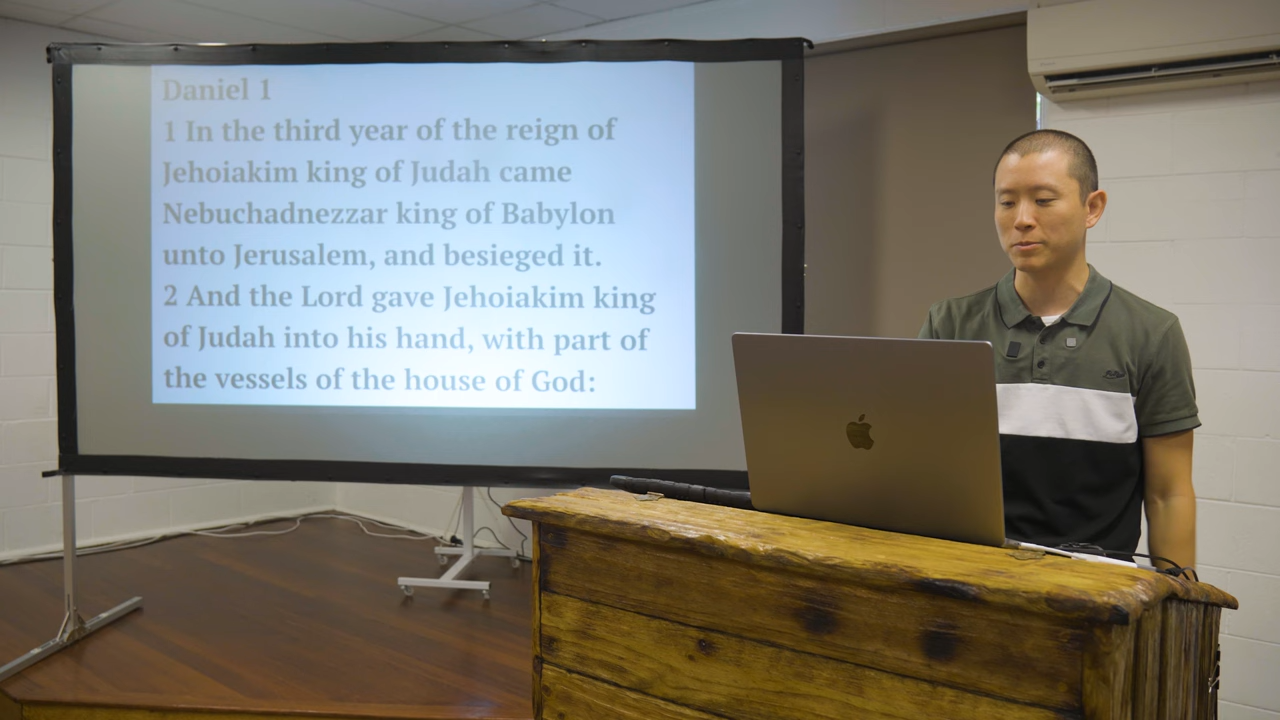 Daniel 1
1 In the third year of the reign of
Jehoiakim king of Judah came
Nebuchadnezzar king of Babylon
unto Jerusalem, and besieged it.
2 And the Lord gave Jehoiakim king
of Judah into his hand, with part of
the vessels of the house of God: